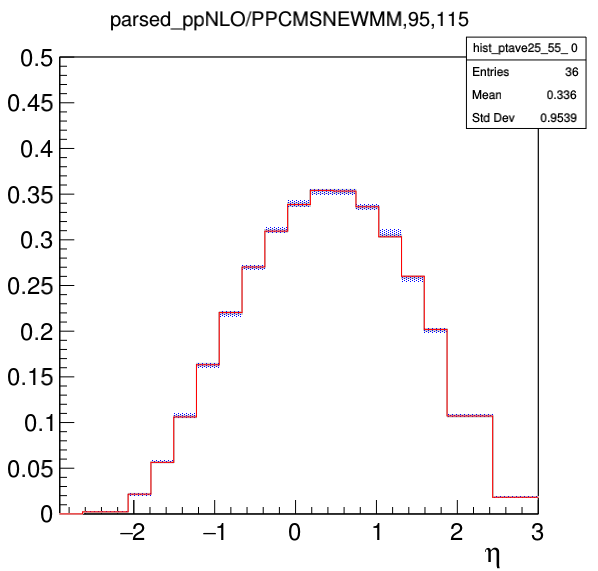 parsed_ppNLO/PPCMSNEWMM,95,115
hist_ptave25_55_ 0
Entries 36
Mean 0.336
Std Dev 0.9539
0.5
0.45
0.4
0.35
0.3
0.25
0.2
0.15
0.1
0.05
0
−2 −1 0 1 2 3
η